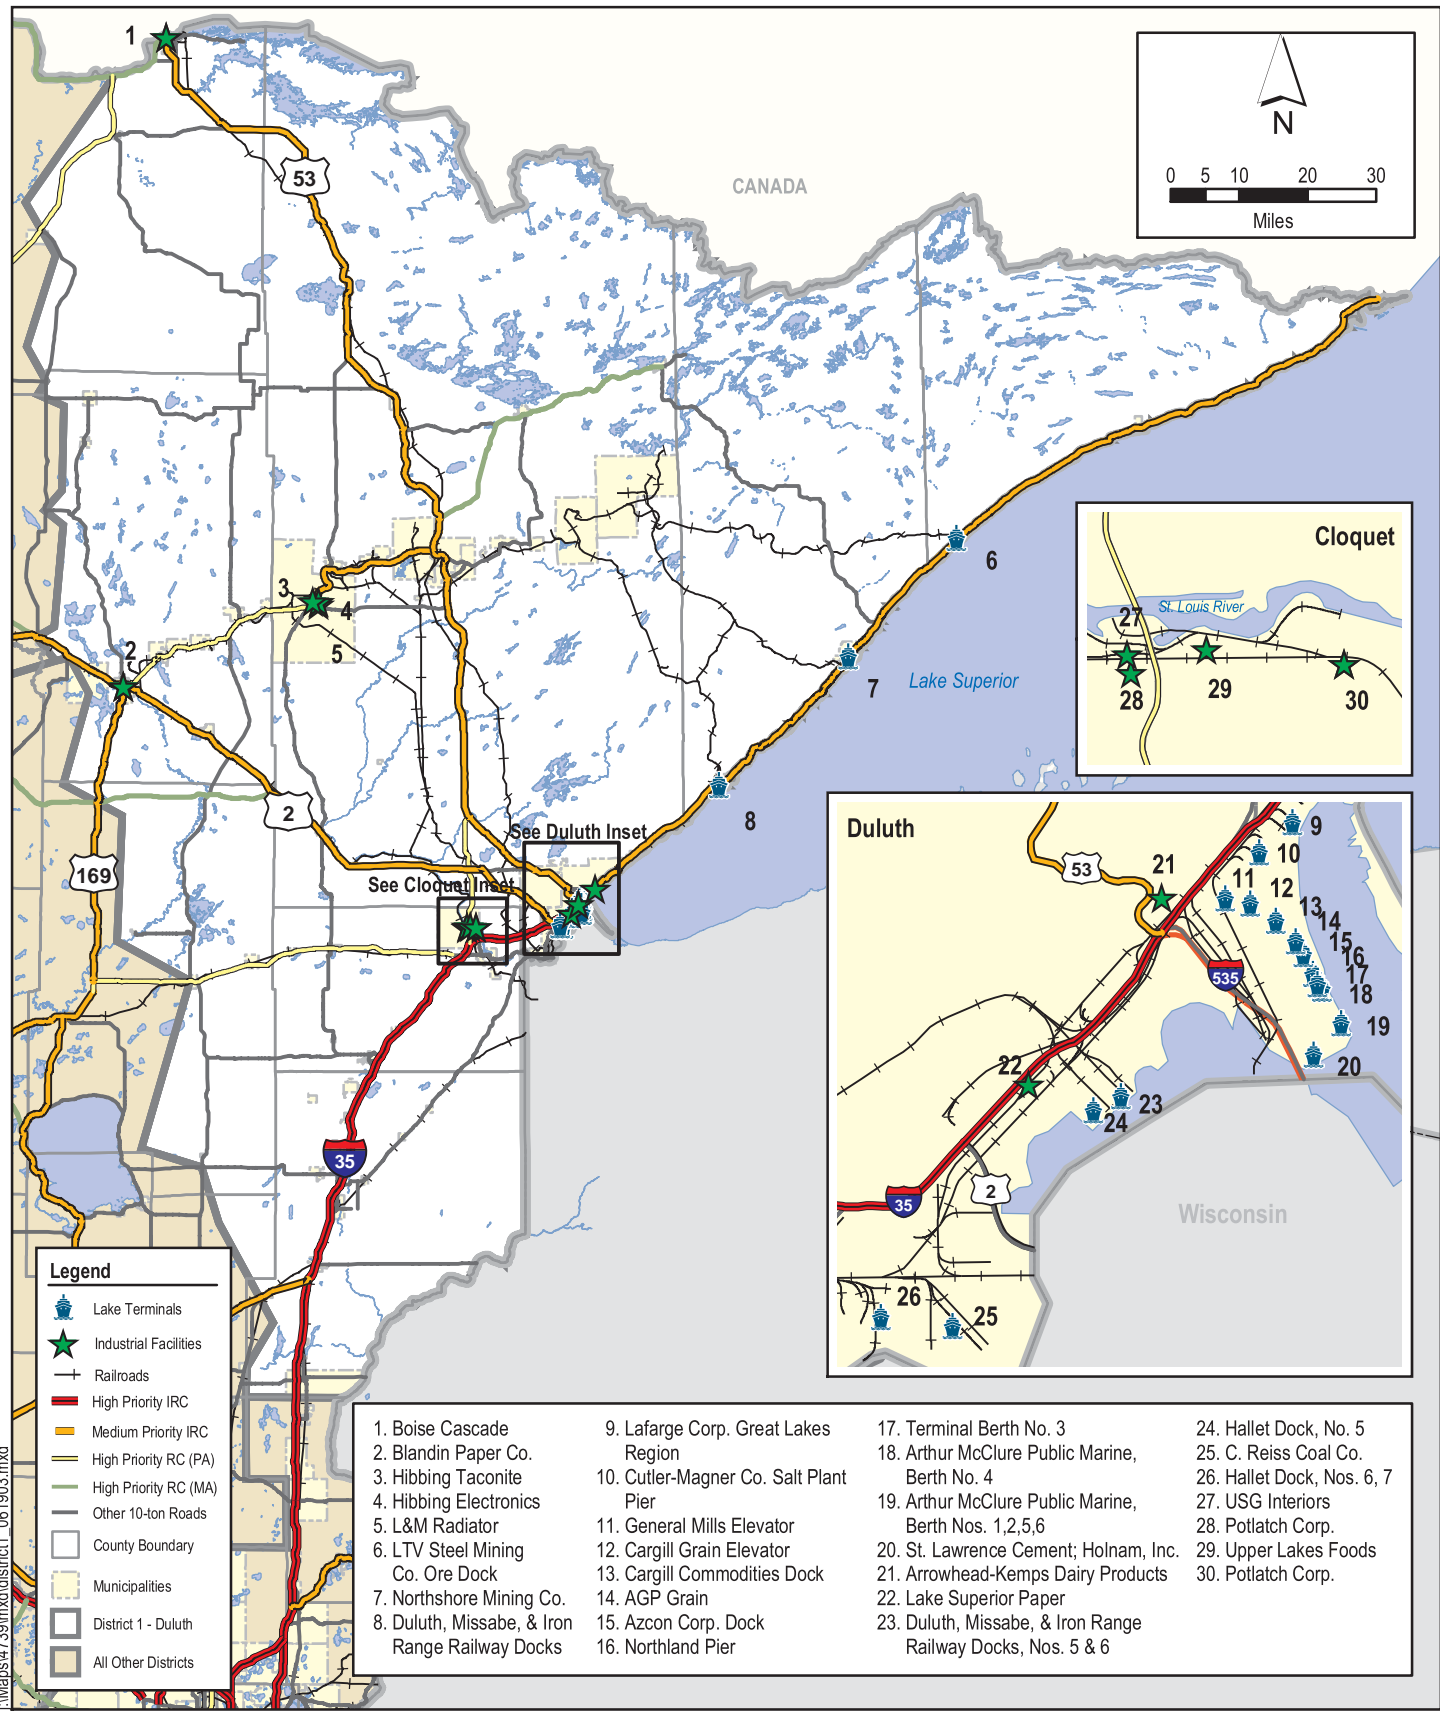 1
53
CANADA
N
0 5 10 20 30
Miles
6
3
4
5
2
7
Lake Superior
8
2
169
See Duluth Inset
See Cloquet Inset
35
Cloquet
St. Louis River
27
28
29
30
Duluth
9
10
53
21
11
12
13
14
15
16
17
18
535
19
20
22
23
24
2
35
26
25
Wisconsin
Legend
Lake Terminals
Industrial Facilities
Railroads
High Priority IRC
Medium Priority IRC
High Priority RC (PA)
High Priority RC (MA)
Other 10-ton Roads
County Boundary
Municipalities
District 1 - Duluth
All Other Districts
1. Boise Cascade
2. Blandin Paper Co.
3. Hibbing Taconite
4. Hibbing Electronics
5. L&M Radiator
6. LTV Steel Mining
Co. Ore Dock
7. Northshore Mining Co.
8. Duluth, Missabe, & Iron
Range Railway Docks
9. Lafarge Corp. Great Lakes
Region
10. Cutler-Magner Co. Salt Plant
Pier
11. General Mills Elevator
12. Cargill Grain Elevator
13. Cargill Commodities Dock
14. AGP Grain
15. Azcon Corp. Dock
16. Northland Pier
17. Terminal Berth No. 3
18. Arthur McClure Public Marine,
Berth No. 4
19. Arthur McClure Public Marine,
Berth Nos. 1,2,5,6
20. St. Lawrence Cement; Holnam, Inc.
21. Arrowhead-Kemps Dairy Products
22. Lake Superior Paper
23. Duluth, Missabe, & Iron Range
Railway Docks, Nos. 5 & 6
24. Hallet Dock, No. 5
25. C. Reiss Coal Co.
26. Hallet Dock, Nos. 6, 7
27. USG Interiors
28. Potlatch Corp.
29. Upper Lakes Foods
30. Potlatch Corp.